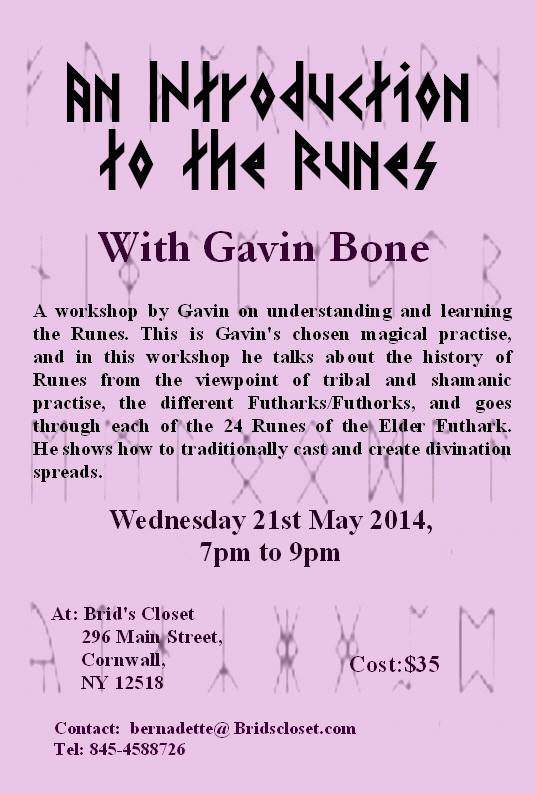 An Introduction
to the Runes
With Gavin Bone
A workshop by Gavin on understanding and learning
the Runes. This is Gavin's chosen magical practise,
and in this workshop he talks about the history of
Runes from the viewpoint of tribal and shamanic
practise, the different Futharks/Futhorks, and goes
through each of the 24 Runes of the Elder Futhark.
He shows how to traditionally cast and create divination
spreads.
Wednesday 21st May 2014,
7pm to 9pm
At: Brid's Closet
296 Main Street,
Cornwall,
NY 12518
Cost:$35
Contact: bernadette@Bridscloset.com
Tel: 845-4588726